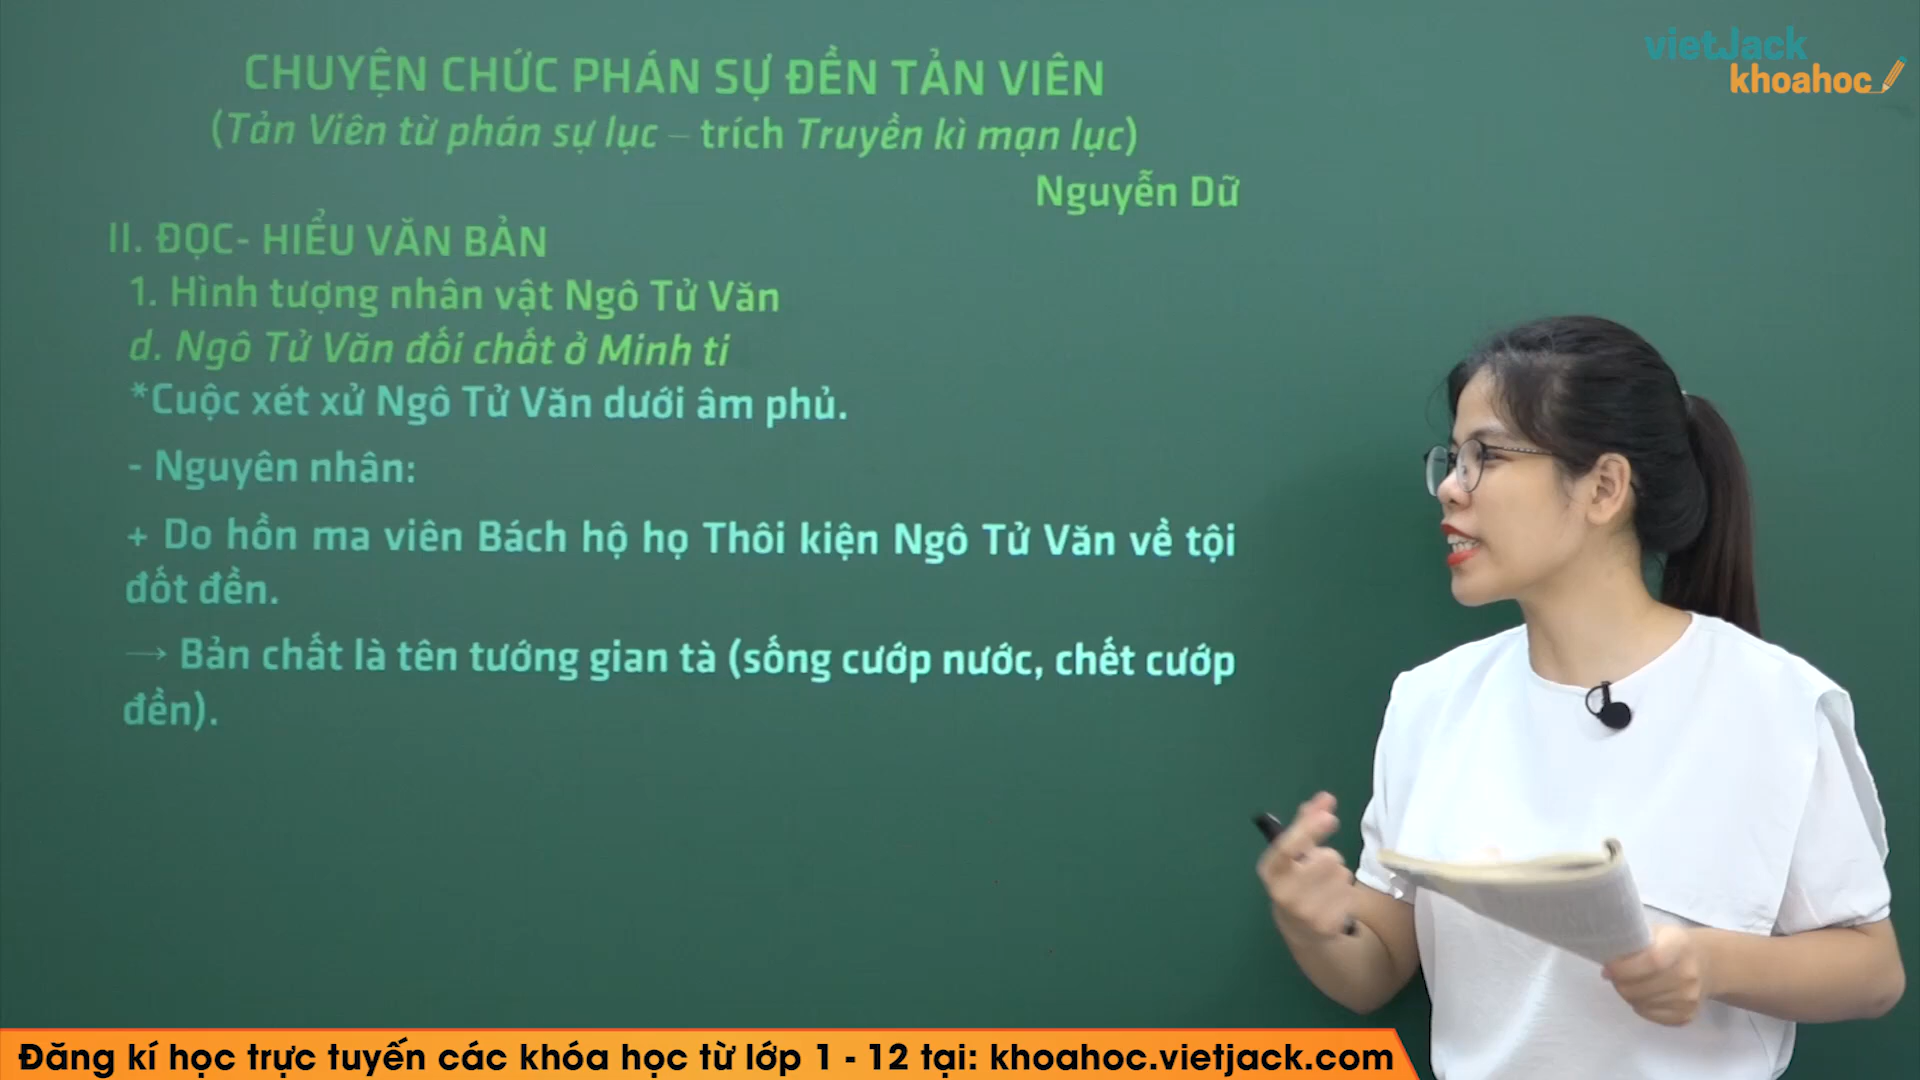 vietJack
khoahoc
CHUYỆN CHỨC PHÁN SỰ ĐỀN TẢN VIÊN
(Tản Viên từ phán sự lục – trích Truyền kì mạn lục)
Nguyễn Dữ
II. ĐỌC- HIỂU VĂN BẢN
1. Hình tượng nhân vật Ngô Tử Văn
d. Ngô Tử Văn đối chất ở Minh ti
*Cuộc xét xử Ngô Tử Văn dưới âm phủ.
- Nguyên nhân:
+ Do hồn ma viên Bách hộ họ Thôi kiện Ngô Tử Văn về tội
đốt đền.
→ Bản chất là tên tướng gian tà (sống cướp nước, chết cướp
đền).
Đăng kí học trực tuyến các khóa học từ lớp 1 - 12 tại: khoahoc.vietjack.com